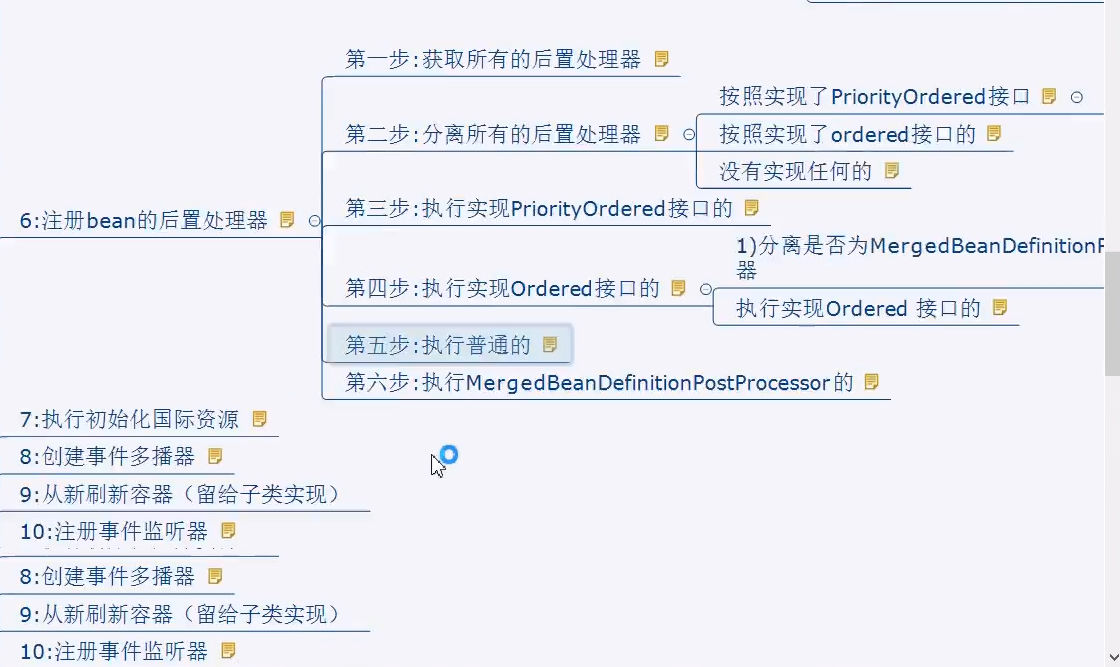 第一步:获取所有的后置处理器
按照实现了PriorityOrdered接口
第二步:分离所有的后置处理器
按照实现了ordered接口的
没有实现任何的
6:注册bean的后置处理器
第三步:执行实现PriorityOrdered接口的
1)分离是否为MergedBeanDefinition
器
第四步:执行实现Ordered接口的
执行实现Ordered 接口的
第五步:执行普通的
第六步:执行MergedBeanDefinitionPostProcessor的
7:执行初始化国际资源
8:创建事件多播器
9:从新刷新容器（留给子类实现）
10:注册事件监听器
8:创建事件多播器
9:从新刷新容器（留给子类实现）
10:注册事件监听器